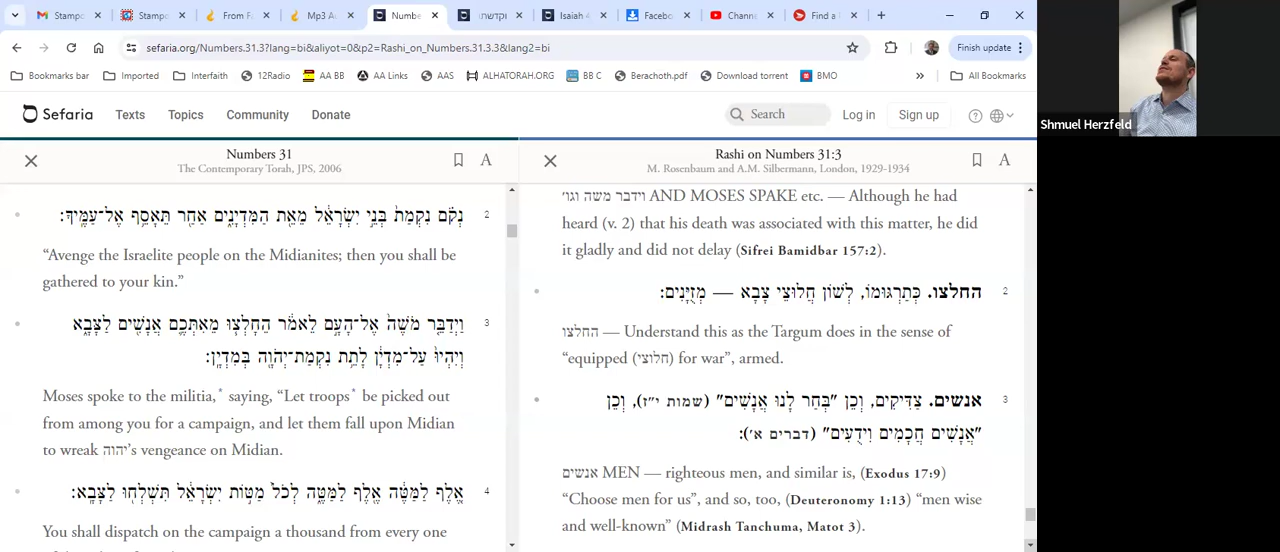 Stampo
Stampo
From F
Mp3 A
Numbe
וקדשתו
Isaiah 4
Facebo
Chann
Find a
sefaria.org/Numbers.31.3?lang=bi&aliyot=0&p2=Rashi_on_Numbers.31.3.3&lang2=bi
Finish update
Bookmarks bar
Imported
Interfaith
12Radio
AA BB
AA Links
AAS
ALHATORAH.ORG
BB C
Berachoth.pdf
Download torrent
BMO
»
All Bookmarks
Sefaria
Texts
Topics
Community
Donate
Search
Log in
Sign up
Numbers 31
The Contemporary Torah, JPS, 2006
A
2
נְקֹ֗ם נִקְמַת֙ בְּנֵ֣י יִשְׂרָאֵ֔ל מֵאֵ֖ת הַמִּדְיָנִ֑ים אַחַ֖ר תֵּאָסֵ֥ף אֶל־עַמֶּֽיךָ׃
“Avenge the Israelite people on the Midianites; then you shall be
gathered to your kin.”
3
וַיְדַבֵּ֤ר מֹשֶׁה֙ אֶל־הָעָ֣ם לֵאמֹ֔ר הֵחָלְצ֧וּ מֵאִתְּכֶ֛ם אֲנָשִׁ֖ים לַצָּבָ֑א
וְיִהְיוּ֙ עַל־מִדְיָ֔ן לָתֵ֥ת נִקְמַת־יְהֹוָ֖ה בְּמִדְיָֽן׃
Moses spoke to the militia,* saying, “Let troops* be picked out
from among you for a campaign, and let them fall upon Midian
to wreak יהוה’s vengeance on Midian.
4
אֶ֚לֶף לַמַּטֶּ֔ה אֶ֖לֶף לַמַּטֶּ֑ה לְכֹל֙ מַטּ֣וֹת יִשְׂרָאֵ֔ל תִּשְׁלְח֖וּ לַצָּבָֽא׃
You shall dispatch on the campaign a thousand from every one
Rashi on Numbers 31:3
M. Rosenbaum and A.M. Silbermann, London, 1929-1934
A
וידבר משה וגו׳ AND MOSES SPAKE etc. — Although he had
heard (v. 2) that his death was associated with this matter, he did
it gladly and did not delay (Sifrei Bamidbar 157:2).
2
החלצו. כְּתַרְגּוּמוֹ, לְשׁוֹן חֲלוּצֵי צָבָא — מְזֻיָּנִים:
החלצו — Understand this as the Targum does in the sense of
“equipped (חלוצי) for war”, armed.
3
אנשים. צַדִּיקִים, וְכֵן "בְּחַר לָנוּ אֲנָשִׁים" (שמות י"ז), וְכֵן
"אֲנָשִׁים חֲכָמִים וִידֻעִים" (דברים א'):
אנשים MEN — righteous men, and similar is, (Exodus 17:9)
“Choose men for us”, and so, too, (Deuteronomy 1:13) “men wise
and well-known” (Midrash Tanchuma, Matot 3).
Shmuel Herzfeld